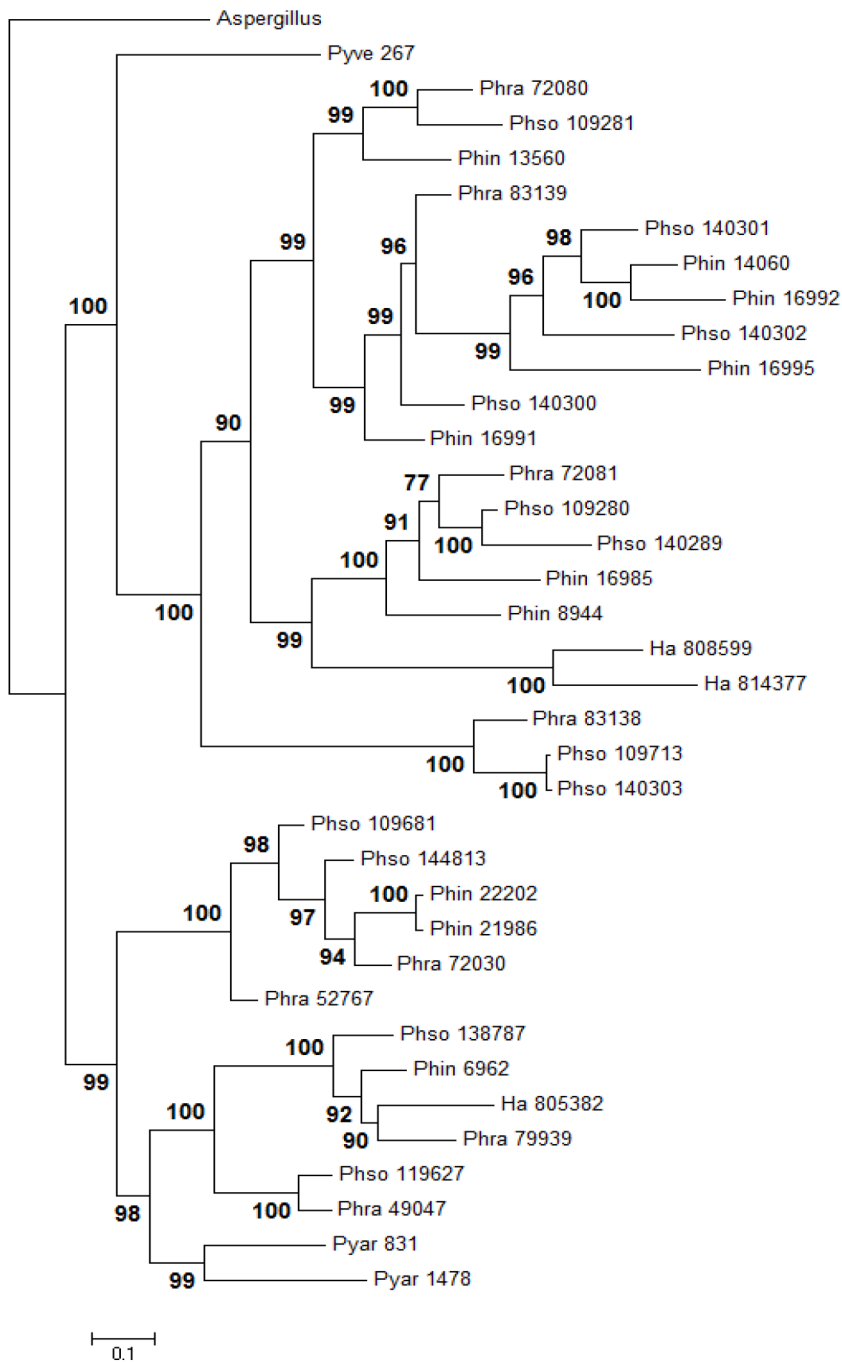 Aspergillus
Pyve 267
100 Phra 72080
99
Phso 109281
Phin 13560
Phra 83139
99
96
98 Phso 140301
Phin 14060
96
100 Phin 16992
100
99
Phso 140302
99
Phin 16995
99 Phso 140300
90
Phin 16991
77 Phra 72081
Phso 109280
91
100 Phso 140289
100
Phin 16985
100
Phin 8944
99
Ha 808599
100 Ha 814377
Phra 83138
100
Phso 109713
100 Phso 140303
Phso 109681
98
Phso 144813
100 Phin 22202
100
97
Phin 21986
94 Phra 72030
Phra 52767
Phso 138787
100
Phin 6962
99
Ha 805382
100
92
90 Phra 79939
Phso 119627
98
100 Phra 49047
Pyar 831
99 Pyar 1478
0.1